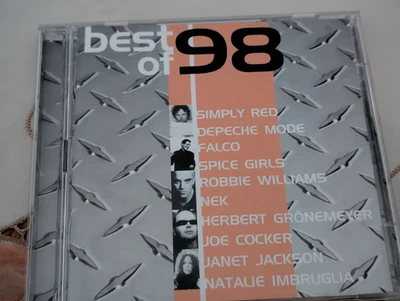 best of 98
SIMPLY RED
DEPECHE MODE
FALCO
SPICE GIRLS
ROBBIE WILLIAMS
NEK
HERBERT GRÖNEMEYER
JOE COCKER
JANET JACKSON
NATALIE IMBRUGLIA